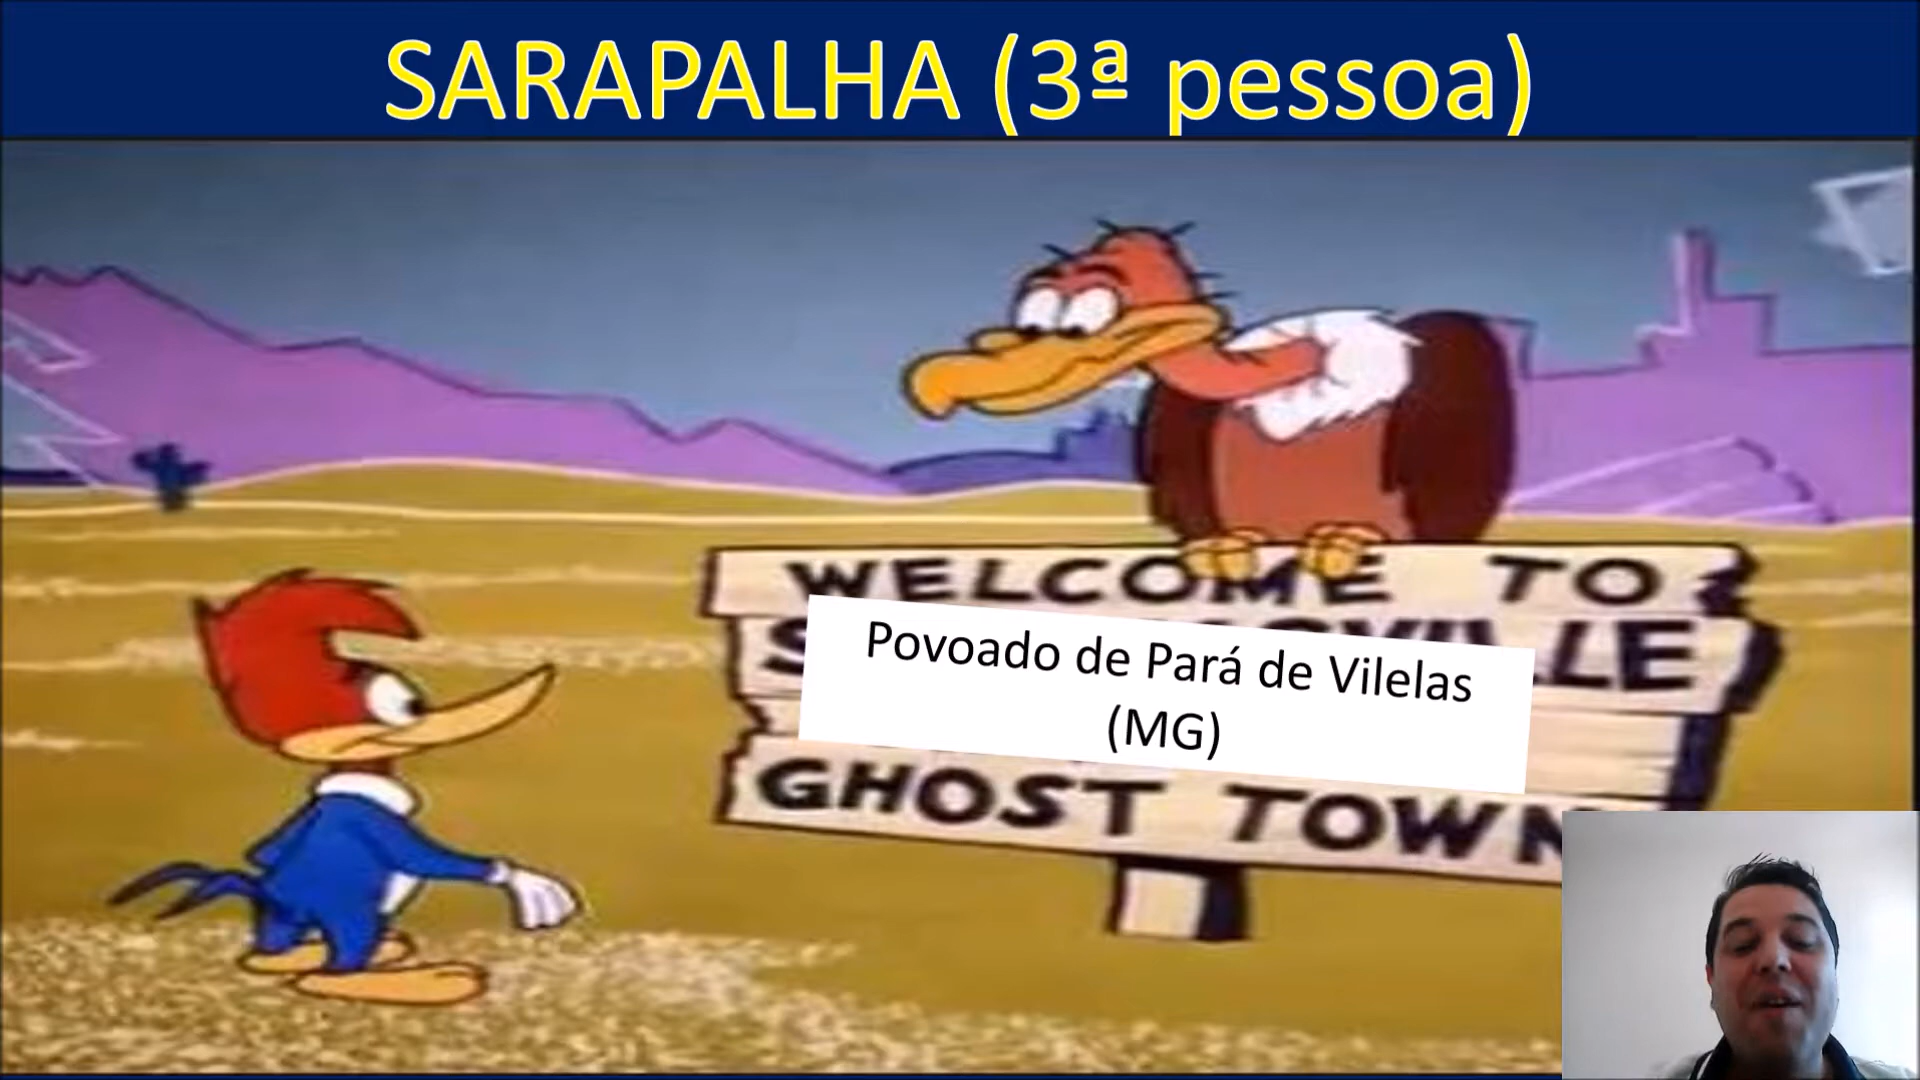 SARAPALHA (3ª pessoa)
WELCOME TO
Povoado de Pará de Vilelas
(MG)
GHOST TOWN